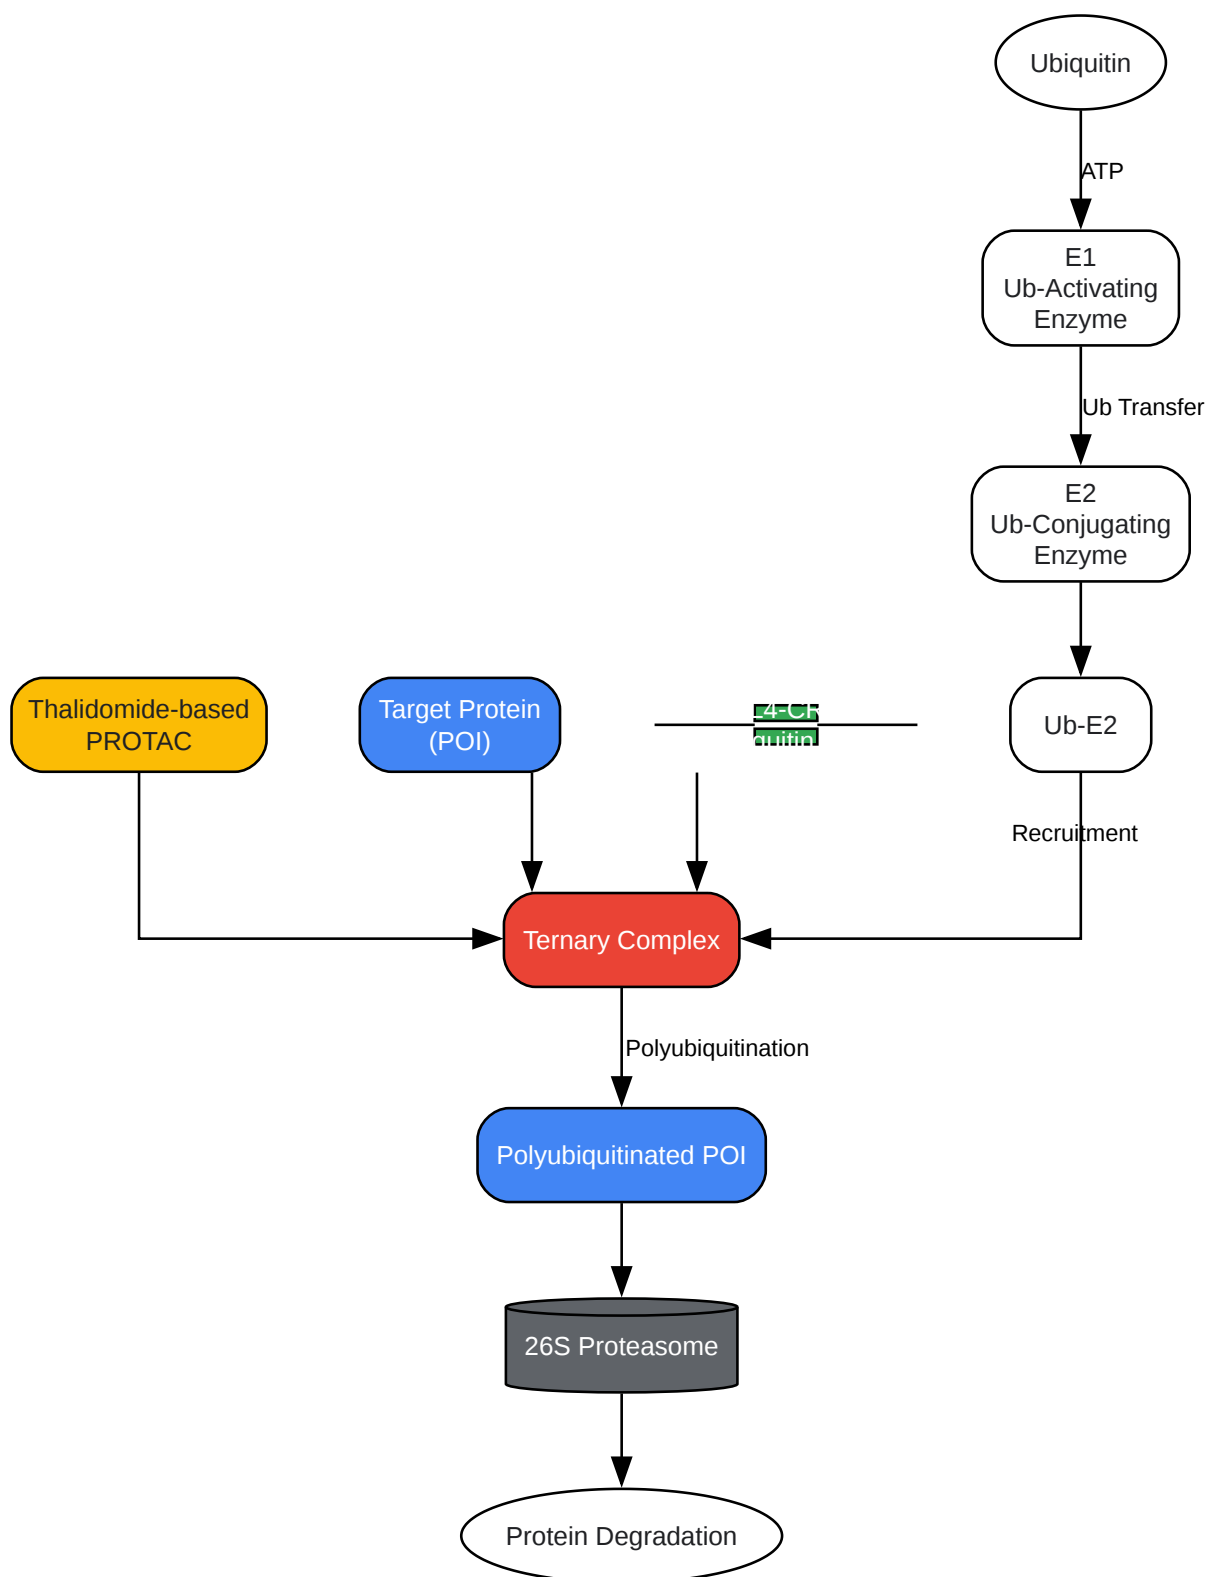 Ubiquitin
ATP
E1
Ub-Activating
Enzyme
Ub Transfer
E2
Ub-Conjugating
Enzyme
Thalidomide-based
PROTAC
Target Protein
(POI)
Ub-E2
Recruitment
Ternary Complex
Polyubiquitination
Polyubiquitinated POI
26S Proteasome
Protein Degradation